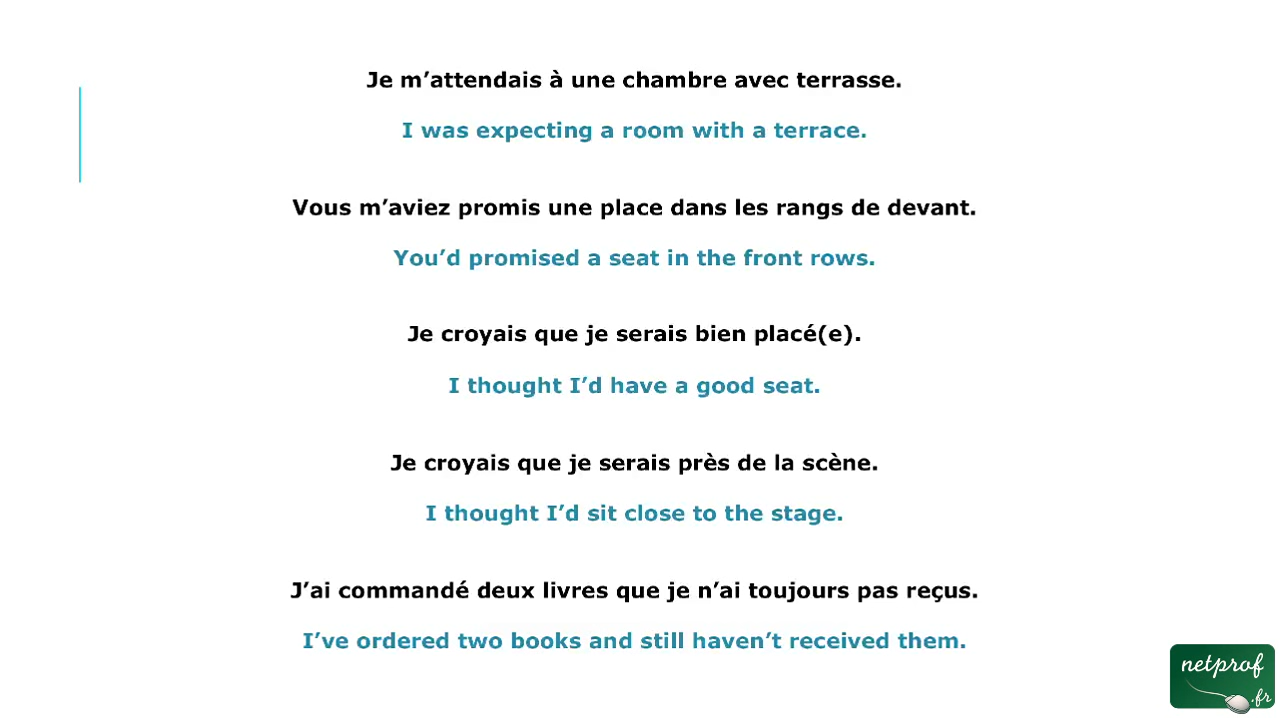 Je m’attendais à une chambre avec terrasse.
I was expecting a room with a terrace.
Vous m’aviez promis une place dans les rangs de devant.
You’d promised a seat in the front rows.
Je croyais que je serais bien placé(e).
I thought I’d have a good seat.
Je croyais que je serais près de la scène.
I thought I’d sit close to the stage.
J’ai commandé deux livres que je n’ai toujours pas reçus.
I’ve ordered two books and still haven’t received them.
netprof
.fr